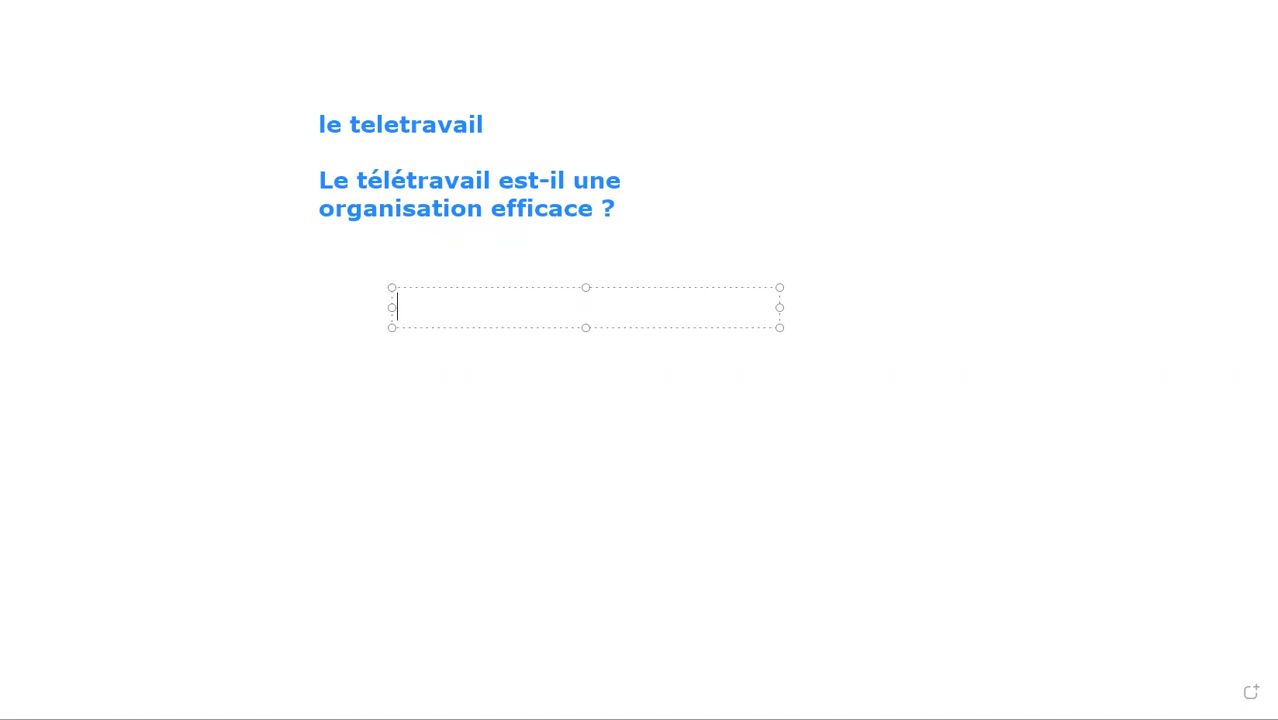 le teletravail
Le télétravail est-il une
organisation efficace ?